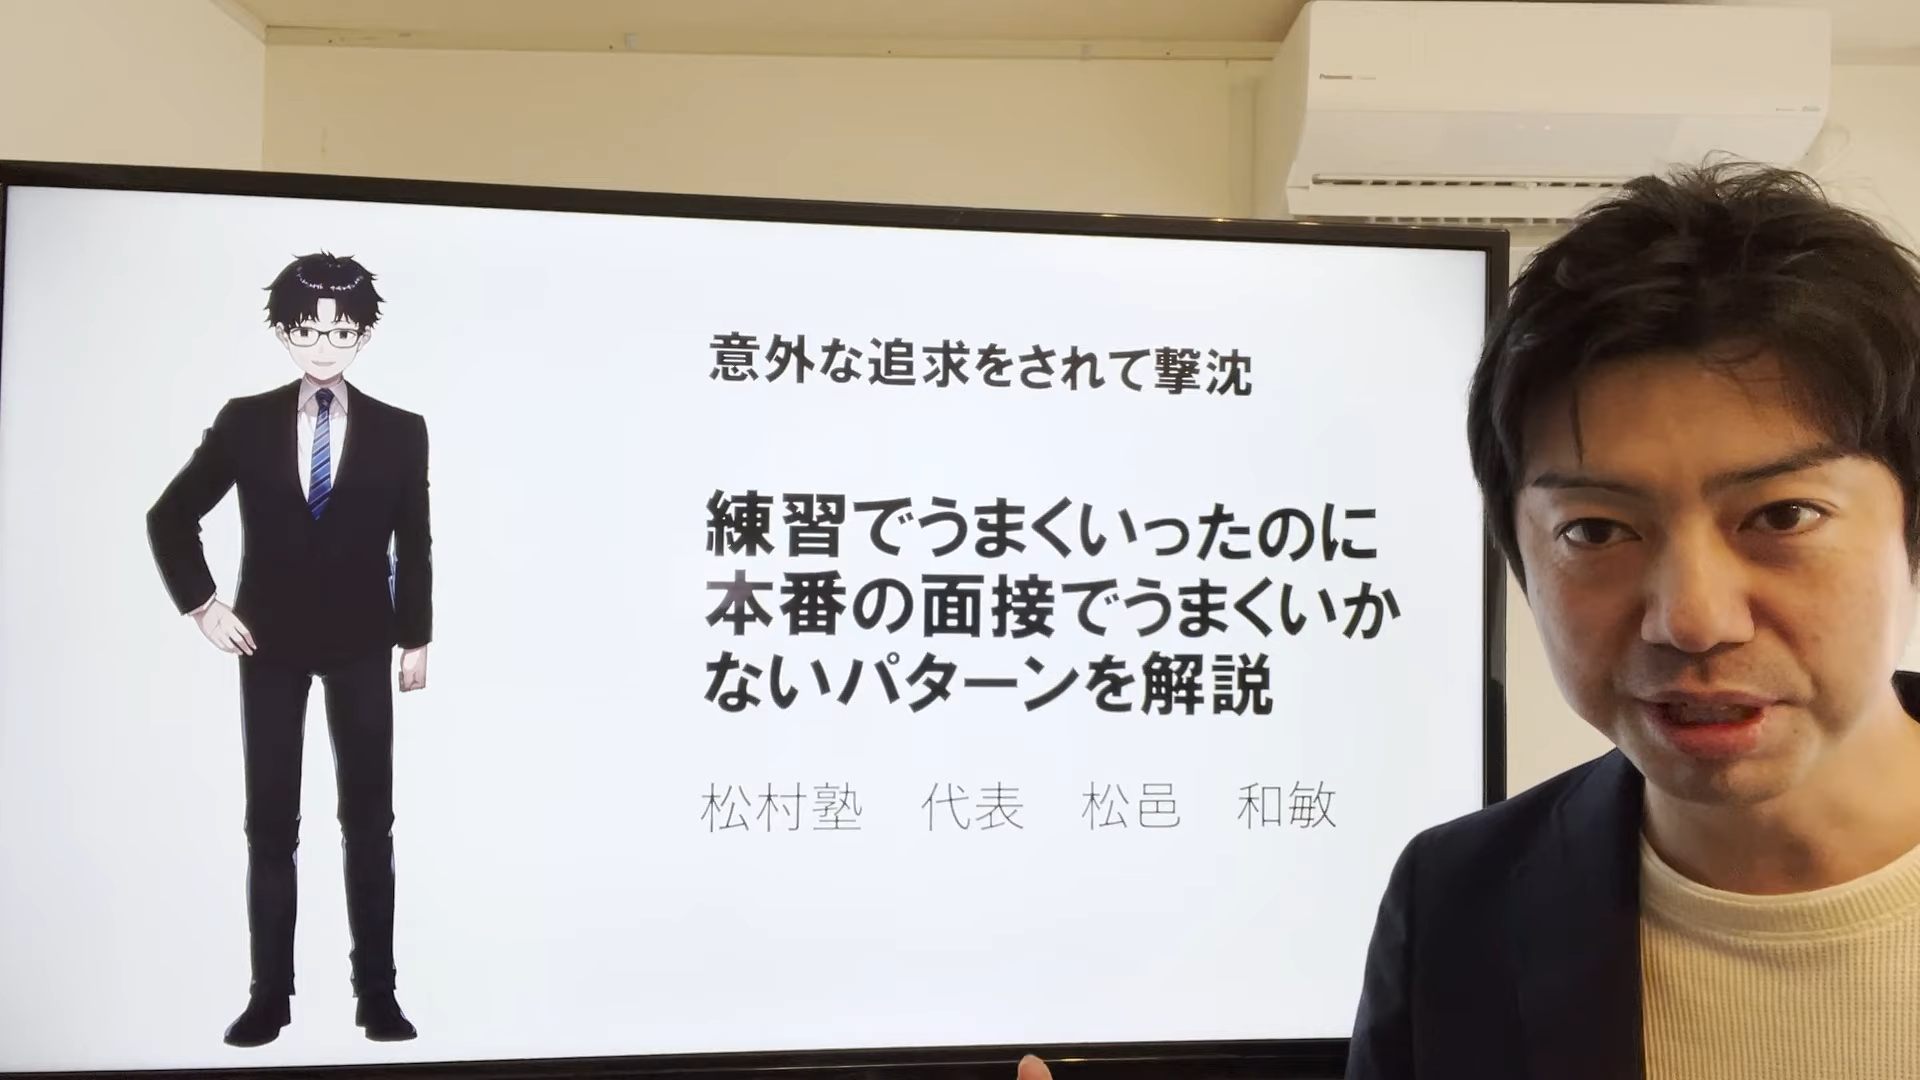 Panasonic
意外な追求をされて撃沈
練習でうまくいったのに
本番の面接でうまくいか
ないパターンを解説
松村塾 代表 松邑 和敏